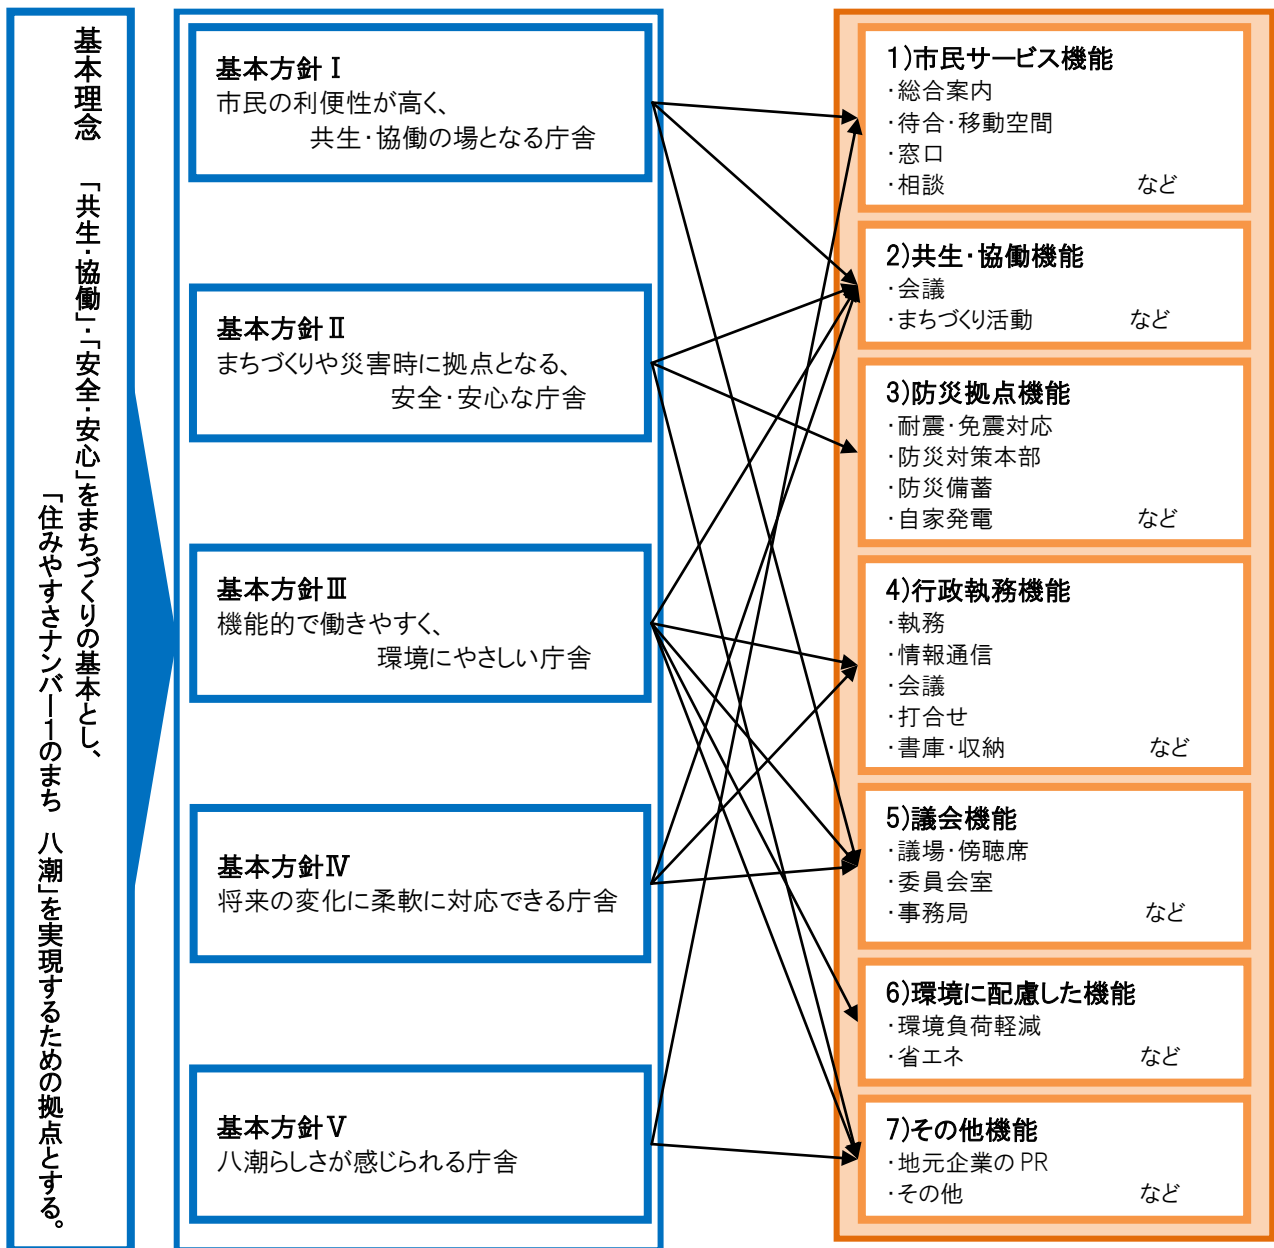 基本理念 「共生・協働」・「安全・安心」をまちづくりの基本とし、
「住みやすさナンバー1のまち 八潮」を実現するための拠点とする。
基本方針Ⅰ
市民の利便性が高く、
共生・協働の場となる庁舎
基本方針Ⅱ
まちづくりや災害時に拠点となる、
安全・安心な庁舎
基本方針Ⅲ
機能的で働きやすく、
環境にやさしい庁舎
基本方針Ⅳ
将来の変化に柔軟に対応できる庁舎
基本方針Ⅴ
八潮らしさが感じられる庁舎
1)市民サービス機能
・総合案内
・待合・移動空間
・窓口
・相談 など
2)共生・協働機能
・会議
・まちづくり活動 など
3)防災拠点機能
・耐震・免震対応
・防災対策本部
・防災備蓄
・自家発電 など
4)行政執務機能
・執務
・情報通信
・会議
・打合せ
・書庫・収納 など
5)議会機能
・議場・傍聴席
・委員会室
・事務局 など
6)環境に配慮した機能
・環境負荷軽減
・省エネ など
7)その他機能
・地元企業のPR
・その他 など